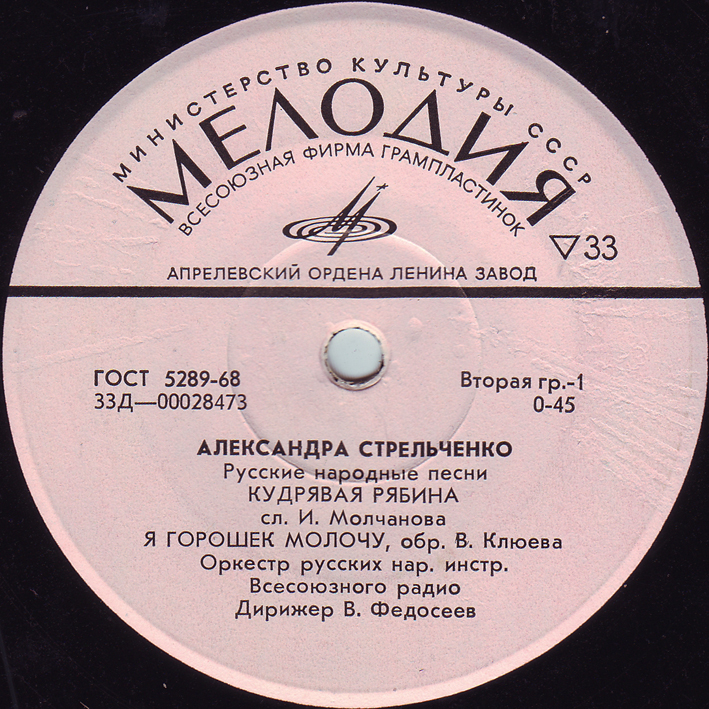 МИНИСТЕРСТВО КУЛЬТУРЫ СССР
МЕЛОДИЯ
ВСЕСОЮЗНАЯ ФИРМА ГРАМПЛАСТИНОК
▽33
АПРЕЛЕВСКИЙ ОРДЕНА ЛЕНИНА ЗАВОД
ГОСТ 5289-68
33Д—00028473
Вторая гр.-1
0-45
АЛЕКСАНДРА СТРЕЛЬЧЕНКО
Русские народные песни
КУДРЯВАЯ РЯБИНА
сл. И. Молчанова
Я ГОРОШЕК МОЛОЧУ, обр. В. Клюева
Оркестр русских нар. инстр.
Всесоюзного радио
Дирижер В. Федосеев